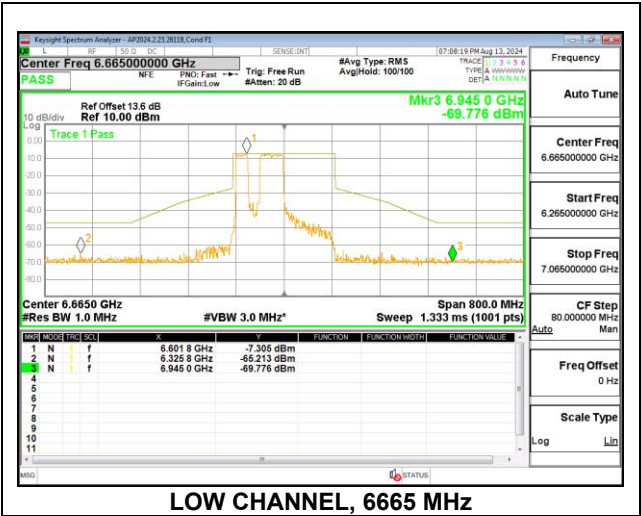 Keysight Spectrum Analyzer - AP2024.2.23,26118,Cond F1
L RF 50 Ω DC SENSE:INT 07:08:19 PM Aug 13, 2024
Center Freq 6.665000000 GHz #Avg Type: RMS TRACE 1 2 3 4 5 6
PASS NFE PNO: Fast Trig: Free Run Avg|Hold: 100/100 TYPE A WWWWW
IFGain:Low #Atten: 20 dB DET A N N N N N
Frequency
Auto Tune
Ref Offset 13.6 dB Mkr3 6.945 0 GHz
10 dB/div Ref 10.00 dBm -69.776 dBm
Log
Trace 1 Pass
0.00
-10.0
-20.0
-30.0
-40.0
-50.0
-60.0
-70.0
-80.0
1
2
3
Center Freq
6.665000000 GHz
Start Freq
6.265000000 GHz
Stop Freq
7.065000000 GHz
Center 6.6650 GHz Span 800.0 MHz
#Res BW 1.0 MHz #VBW 3.0 MHz* Sweep 1.333 ms (1001 pts)
CF Step
80.000000 MHz
Auto Man
MKR MODE TRC SCL X Y FUNCTION FUNCTION WIDTH FUNCTION VALUE
1 N 1 f 6.601 8 GHz -7.305 dBm
2 N 1 f 6.325 8 GHz -65.213 dBm
3 N 1 f 6.945 0 GHz -69.776 dBm
4
5
6
7
8
9
10
11
Freq Offset
0 Hz
Scale Type
Log Lin
MSG STATUS
LOW CHANNEL, 6665 MHz